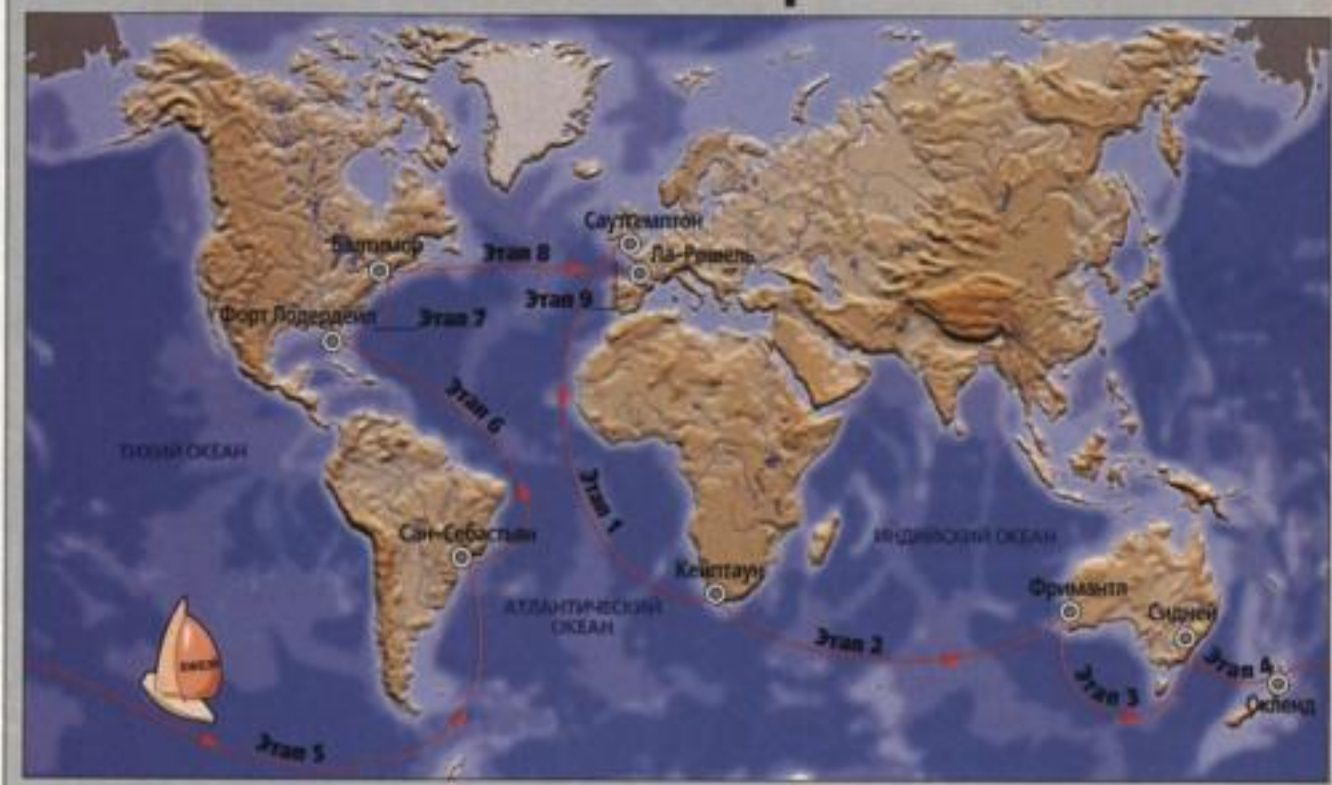 Саутгемптон
Балтимор
Этап 8
Ла-Рошель
Этап 9
Форт Лодердейл
Этап 7
Этап 6
ТИХИЙ ОКЕАН
Этап 1
Сан-Себастьян
ИНДИЙСКИЙ ОКЕАН
Кейптаун
Фримантл
АТЛАНТИЧЕСКИЙ
ОКЕАН
Сидней
Этап 2
Этап 4
Этап 3
Окленд
Этап 5